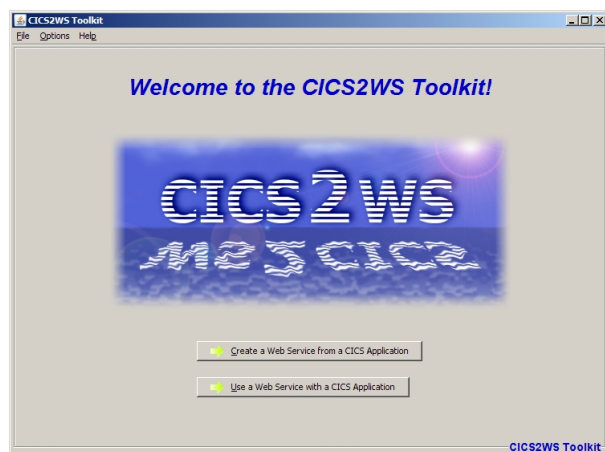 CICS2WS Toolkit
File Options Help
Welcome to the CICS2WS Toolkit!
CICS2WS
Create a Web Service from a CICS Application
Use a Web Service with a CICS Application
CICS2WS Toolkit